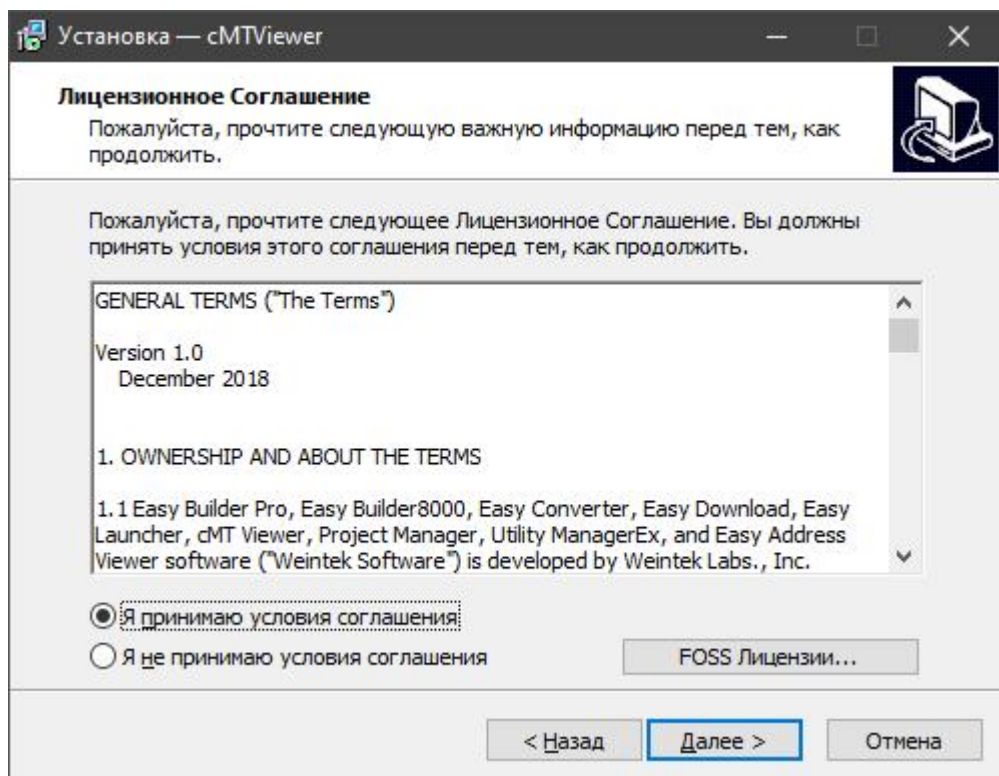 Установка — cMTViewer
Лицензионное Соглашение
Пожалуйста, прочтите следующую важную информацию перед тем, как
продолжить.
Пожалуйста, прочтите следующее Лицензионное Соглашение. Вы должны
принять условия этого соглашения перед тем, как продолжить.
GENERAL TERMS ("The Terms")
Version 1.0
December 2018
1. OWNERSHIP AND ABOUT THE TERMS
1.1 Easy Builder Pro, Easy Builder8000, Easy Converter, Easy Download, Easy
Launcher, cMT Viewer, Project Manager, Utility ManagerEx, and Easy Address
Viewer software ("Weintek Software") is developed by Weintek Labs., Inc.
Я принимаю условия соглашения
Я не принимаю условия соглашения
FOSS Лицензии...
< Назад
Далее >
Отмена